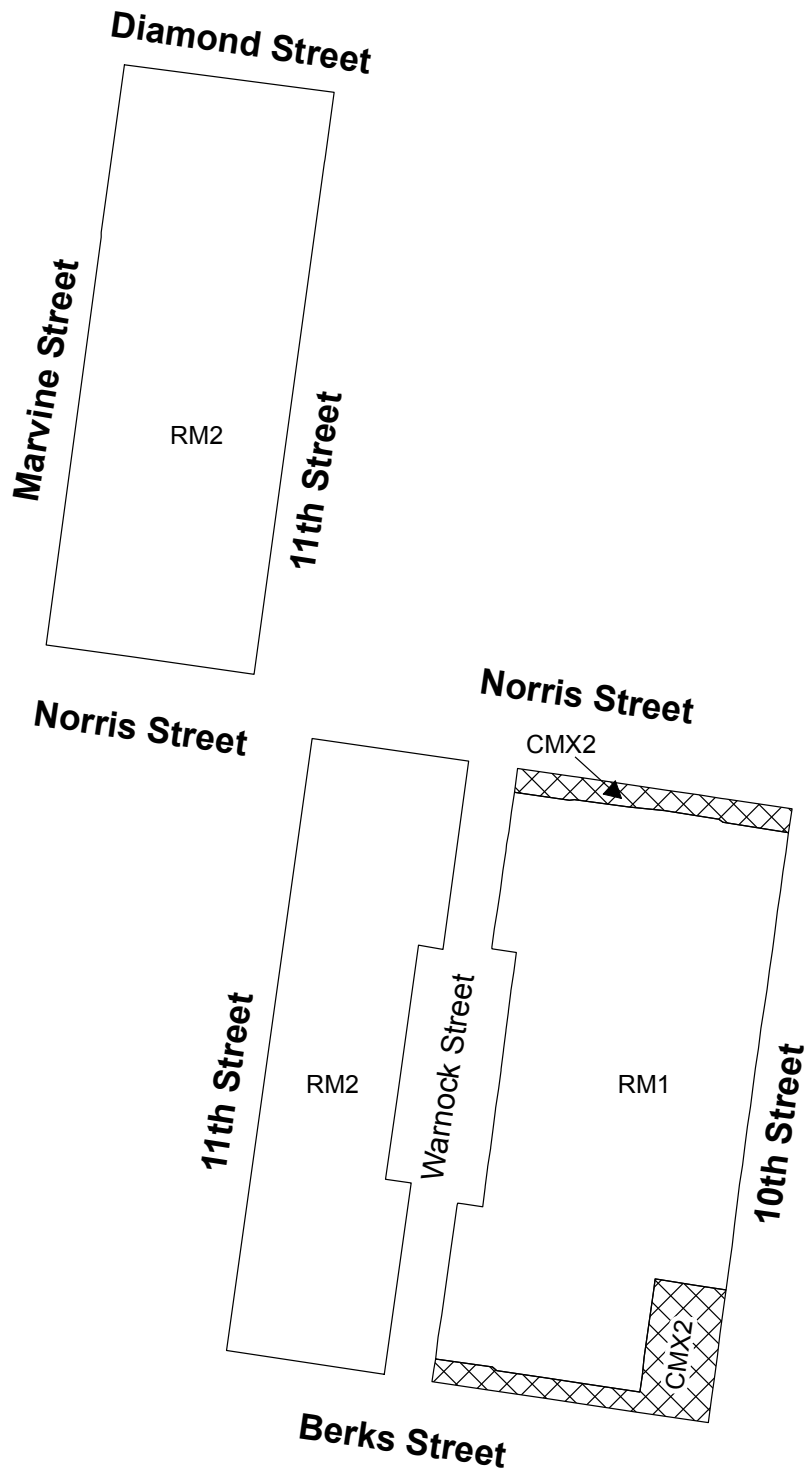 Diamond Street
Marvine Street
RM2
11th Street
Norris Street
Norris Street
CMX2
11th Street
RM2
Warnock Street
RM1
10th Street
CMX2
Berks Street